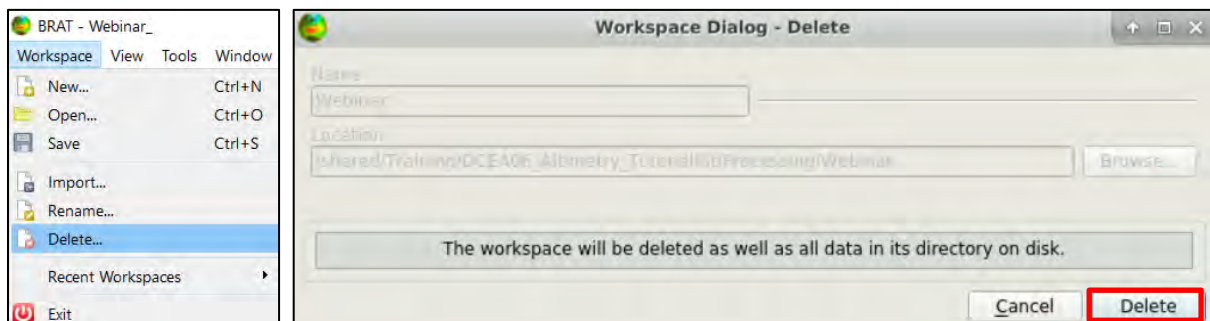 BRAT - Webinar_
Workspace View Tools Window
New... Ctrl+N
Open... Ctrl+O
Save Ctrl+S
Import...
Rename...
Delete...
Recent Workspaces
Exit
Workspace Dialog - Delete
Name
Webinar
Location
Browse...
The workspace will be deleted as well as all data in its directory on disk.
Cancel Delete